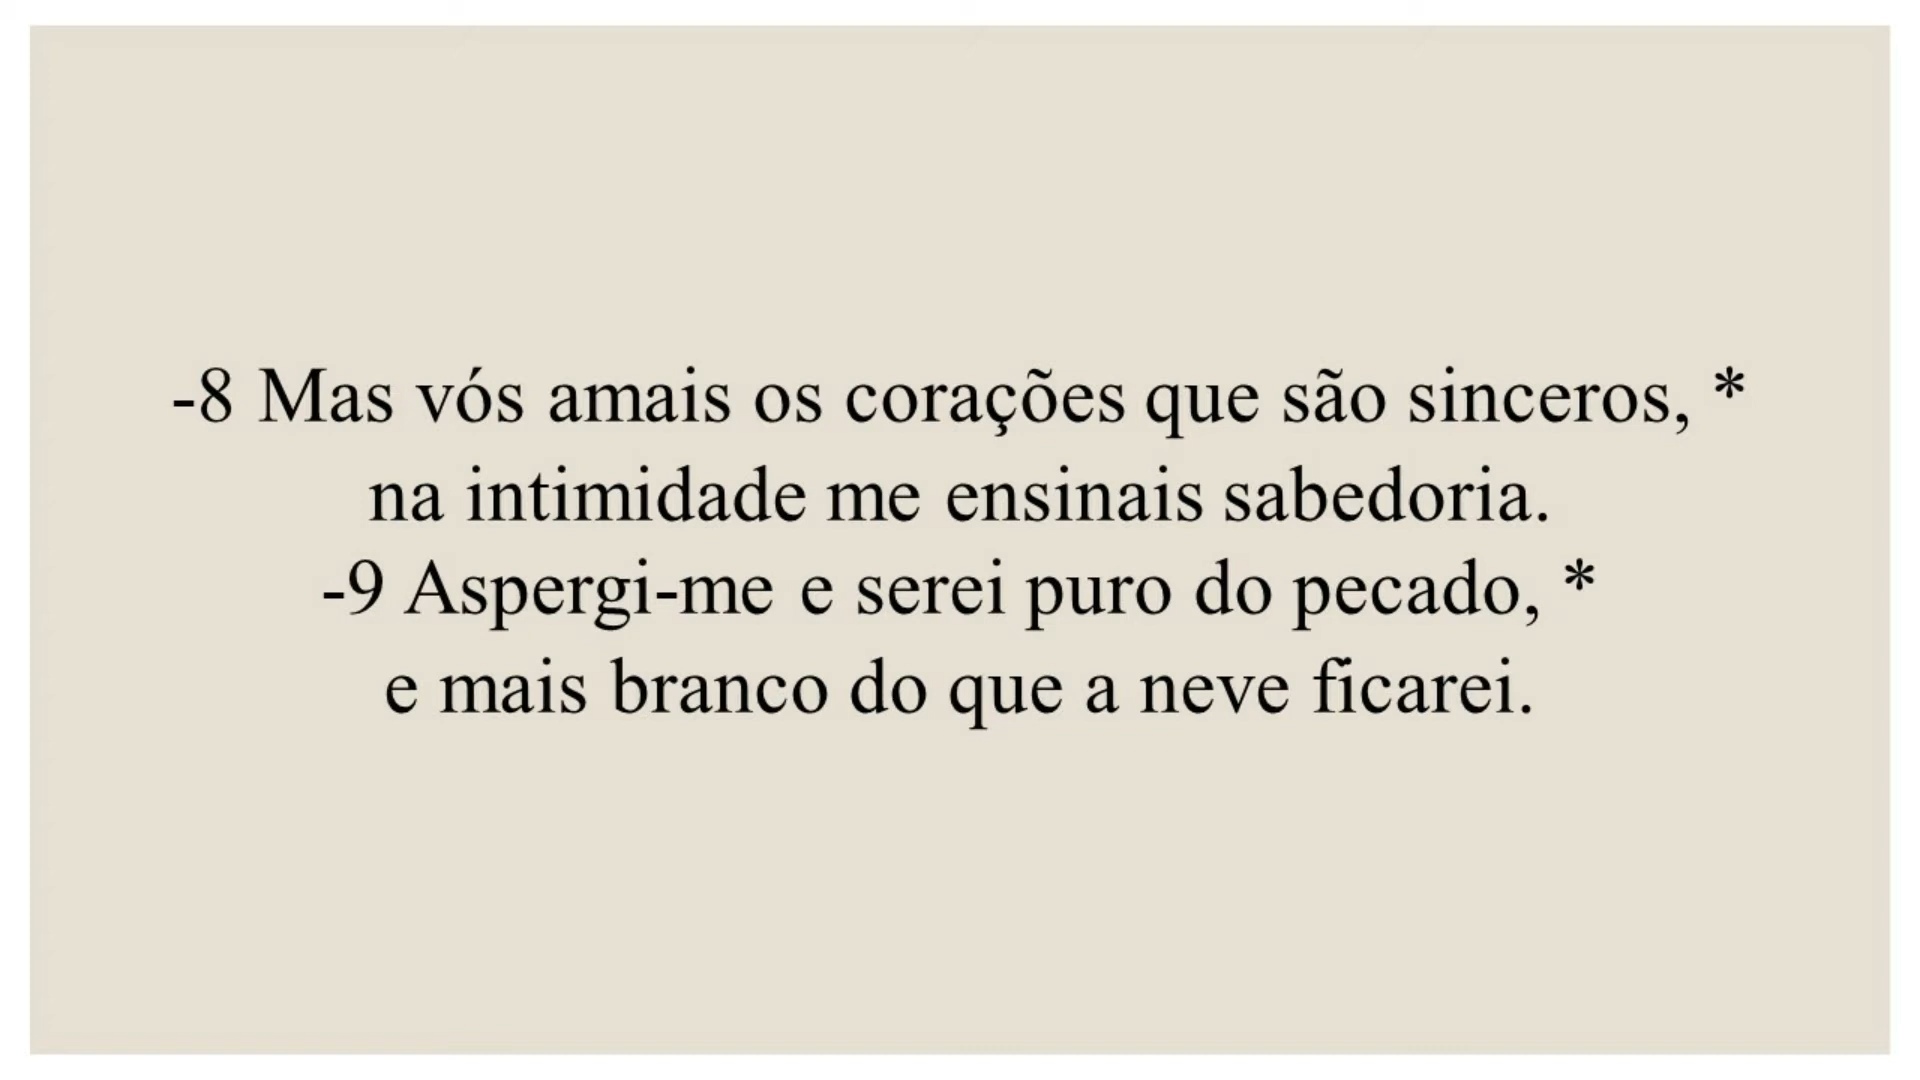 -8 Mas vós amais os corações que são sinceros, *
na intimidade me ensinais sabedoria.
-9 Aspergi-me e serei puro do pecado, *
e mais branco do que a neve ficarei.